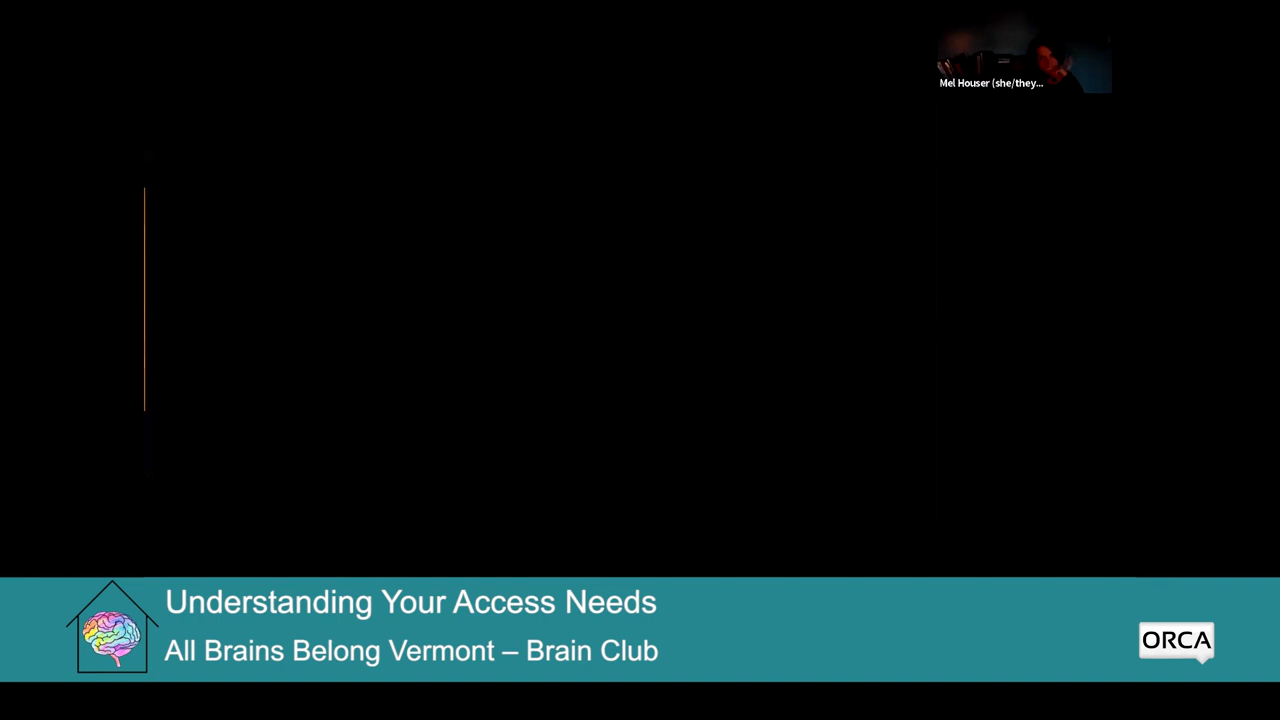 Mel Houser (she/they...
Understanding Your Access Needs
All Brains Belong Vermont – Brain Club
ORCA